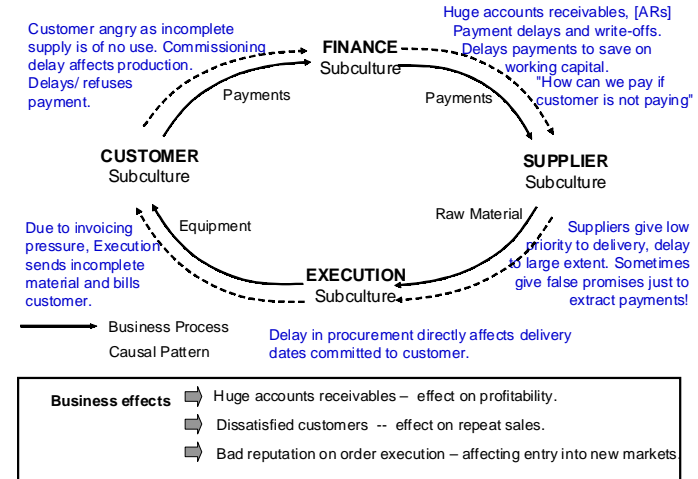 Customer angry as incomplete
supply is of no use. Commissioning
delay affects production.
Delays/ refuses
payment.
FINANCE
Subculture
Huge accounts receivables, [ARs]
Payment delays and write-offs.
Delays payments to save on
working capital.
"How can we pay if
customer is not paying"
Payments
Payments
CUSTOMER
Subculture
SUPPLIER
Subculture
Due to invoicing
pressure, Execution
sends incomplete
material and bills
customer.
Equipment
Raw Material
EXECUTION
Subculture
Suppliers give low
priority to delivery, delay
to large extent. Sometimes
give false promises just to
extract payments!
Business Process
Causal Pattern
Delay in procurement directly affects delivery
dates committed to customer.
Business effects
Huge accounts receivables – effect on profitability.
Dissatisfied customers -- effect on repeat sales.
Bad reputation on order execution – affecting entry into new markets.